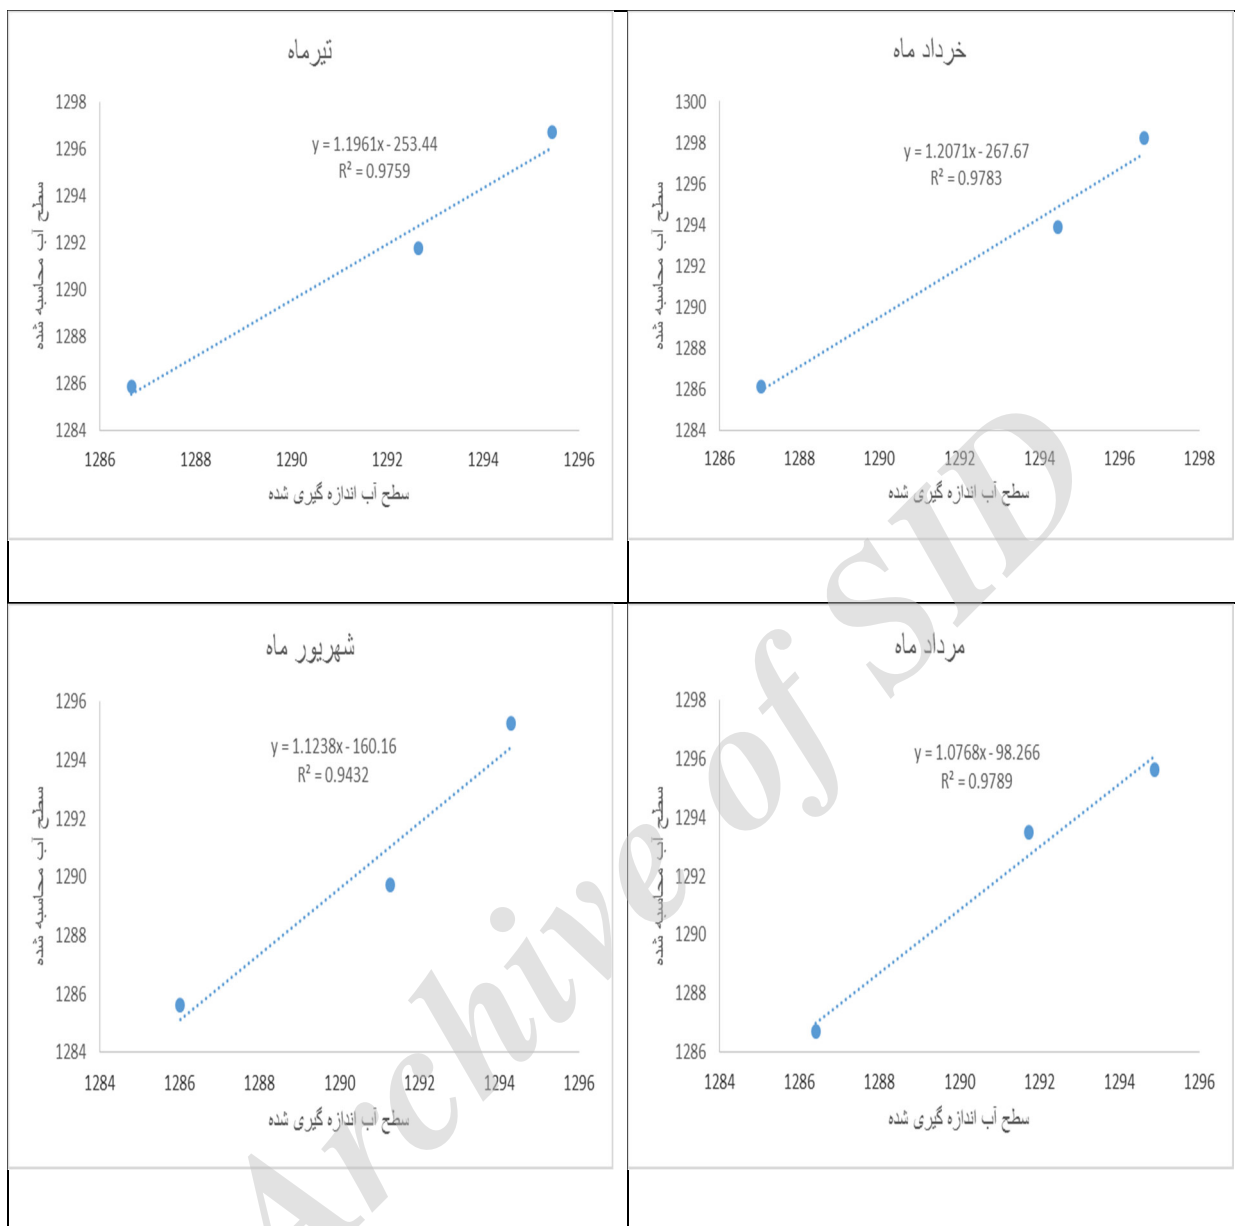 خرداد ماه
1300
1298
1296
1294
1292
1290
1288
1286
1284
سطح آب محاسبه شده
y = 1.2071x - 267.67
R² = 0.9783
1286 1288 1290 1292 1294 1296 1298
سطح آب اندازه گیری شده
تیرماه
1298
1296
1294
1292
1290
1288
1286
1284
سطح آب محاسبه شده
y = 1.1961x - 253.44
R² = 0.9759
1286 1288 1290 1292 1294 1296
سطح آب اندازه گیری شده
مرداد ماه
1298
1296
1294
1292
1290
1288
1286
سطح آب محاسبه شده
y = 1.0768x - 98.266
R² = 0.9789
1284 1286 1288 1290 1292 1294 1296
سطح آب اندازه گیری شده
شهریور ماه
1296
1294
1292
1290
1288
1286
1284
سطح آب محاسبه شده
y = 1.1238x - 160.16
R² = 0.9432
1284 1286 1288 1290 1292 1294 1296
سطح آب اندازه گیری شده
Archive of SID